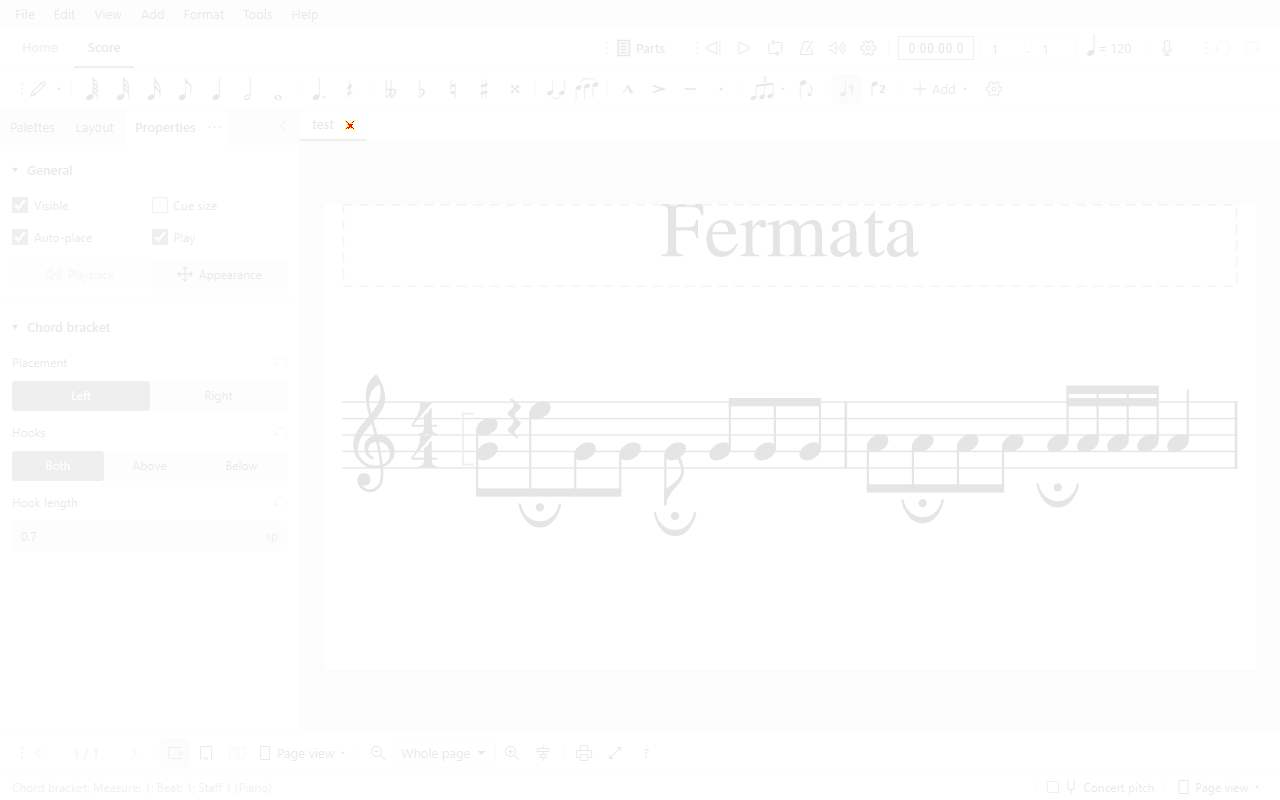 File Edit View Add Format Tools Help
Home Score Parts 0:00:00.0 1 1 = 120
Add
Palettes Layout Properties test
General
Visible Cue size
Auto-place Play
Playback Appearance
Chord bracket
Placement
Left Right
Hooks
Both Above Below
Hook length
0.7 sp
Fermata
1 / 1 Page view Whole page ?
Chord bracket: Measure: 1; Beat: 1; Staff 1 (Piano) Concert pitch Page view